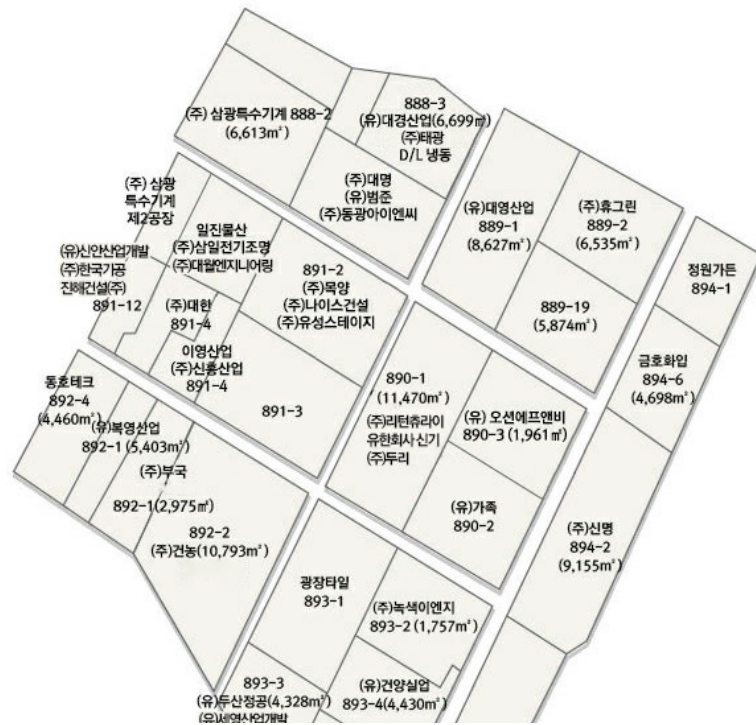 (주) 삼광특수기계 888-2
(6,613㎡)
888-3
(유)대경산업(6,699㎡)
(주)태광
D/L 냉동
(주)대명
(유)범준
(주)동광아이엔씨
(유)대영산업
889-1
(8,627㎡)
(주)휴그린
889-2
(6,535㎡)
889-19
(5,874㎡)
정원가든
894-1
금호화입
894-6
(4,698㎡)
(주) 삼광
특수기계
제2공장
일진물산
(주)삼일전기조명
(주)대월엔지니어링
(유)신안산업개발
(주)한국가공
진해건설(주)
891-12
(주)대한
891-4
891-2
(주)목양
(주)나이스건설
(주)유성스테이지
이영산업
(주)신흥산업
891-4
891-3
890-1
(11,470㎡)
(주)리턴츄라이
유한회사 신기
(주)두리
(유) 오션에프앤비
890-3 (1,961㎡)
(유)가족
890-2
동호테크
892-4
(4,460㎡)
(유)복영산업
892-1 (5,403㎡)
(주)부국
892-1(2,975㎡)
892-2
(주)건농(10,793㎡)
(주)신명
894-2
(9,155㎡)
광장타일
893-1
(주)녹색이엔지
893-2 (1,757㎡)
893-3
(유)두산정공(4,328㎡)
(유)세영산업개발
(유)건양실업
893-4(4,430㎡)